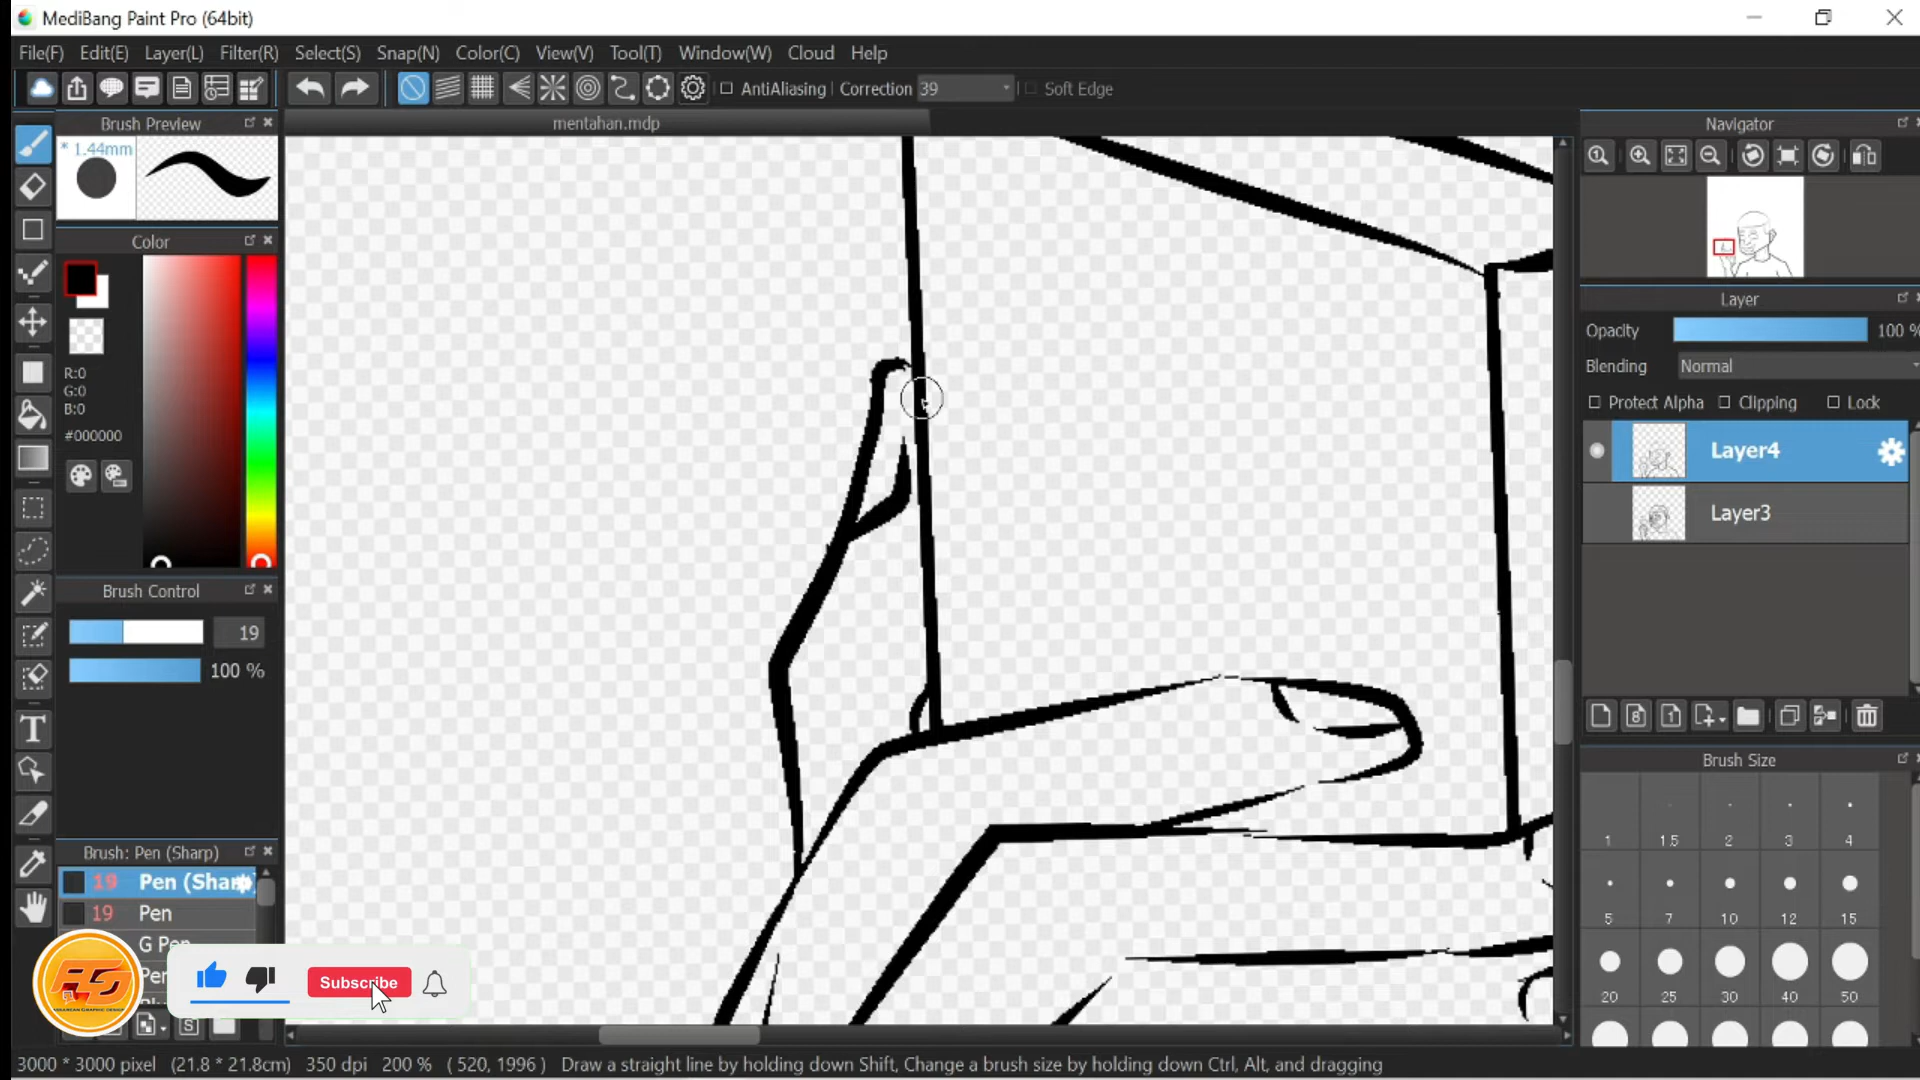 MediBang Paint Pro (64bit)
File(F) Edit(E) Layer(L) Filter(R) Select(S) Snap(N) Color(C) View(V) Tool(T) Window(W) Cloud Help
AntiAliasing Correction 39 Soft Edge
Brush Preview
mentahan.mdp
Navigator
* 1.44mm
Color
Layer
Opacity 100 %
Blending Normal
R:0
G:0
B:0
#000000
Protect Alpha Clipping Lock
Layer4
Layer3
Brush Control
19
100 %
T
8
1
Brush Size
1 1.5 2 3 4
5 7 10 12 15
20 25 30 40 50
Brush: Pen (Sharp)
19 Pen (Shar
19 Pen
G Pen
Subscribe
S
3000 * 3000 pixel (21.8 * 21.8cm) 350 dpi 200 % ( 520, 1996 ) Draw a straight line by holding down Shift, Change a brush size by holding down Ctrl, Alt, and dragging